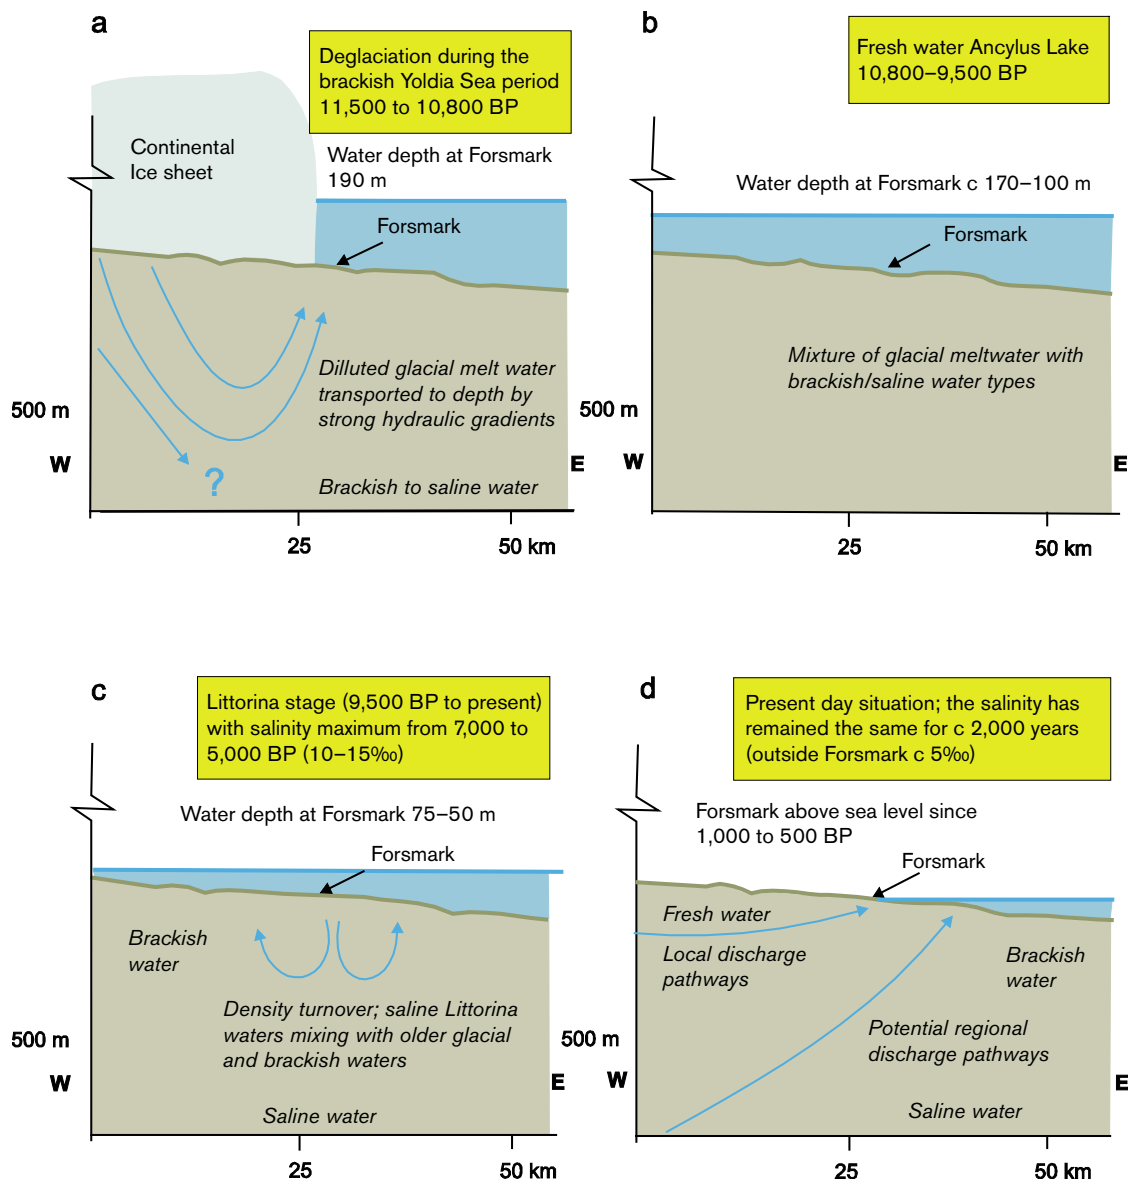 a
Deglaciation during the
brackish Yoldia Sea period
11,500 to 10,800 BP
Continental
Ice sheet
Water depth at Forsmark
190 m
Forsmark
Dilluted glacial melt water
transported to depth by
strong hydraulic gradients
500 m
W
E
?
Brackish to saline water
25
50 km
b
Fresh water Ancylus Lake
10,800–9,500 BP
Water depth at Forsmark c 170–100 m
Forsmark
Mixture of glacial meltwater with
brackish/saline water types
500 m
W
E
25
50 km
c
Littorina stage (9,500 BP to present)
with salinity maximum from 7,000 to
5,000 BP (10–15‰)
Water depth at Forsmark 75–50 m
Forsmark
Brackish
water
Density turnover; saline Littorina
waters mixing with older glacial
and brackish waters
500 m
W
E
Saline water
25
50 km
d
Present day situation; the salinity has
remained the same for c 2,000 years
(outside Forsmark c 5‰)
Forsmark above sea level since
1,000 to 500 BP
Forsmark
Fresh water
Local discharge
pathways
Brackish
water
Potential regional
discharge pathways
500 m
W
E
Saline water
25
50 km